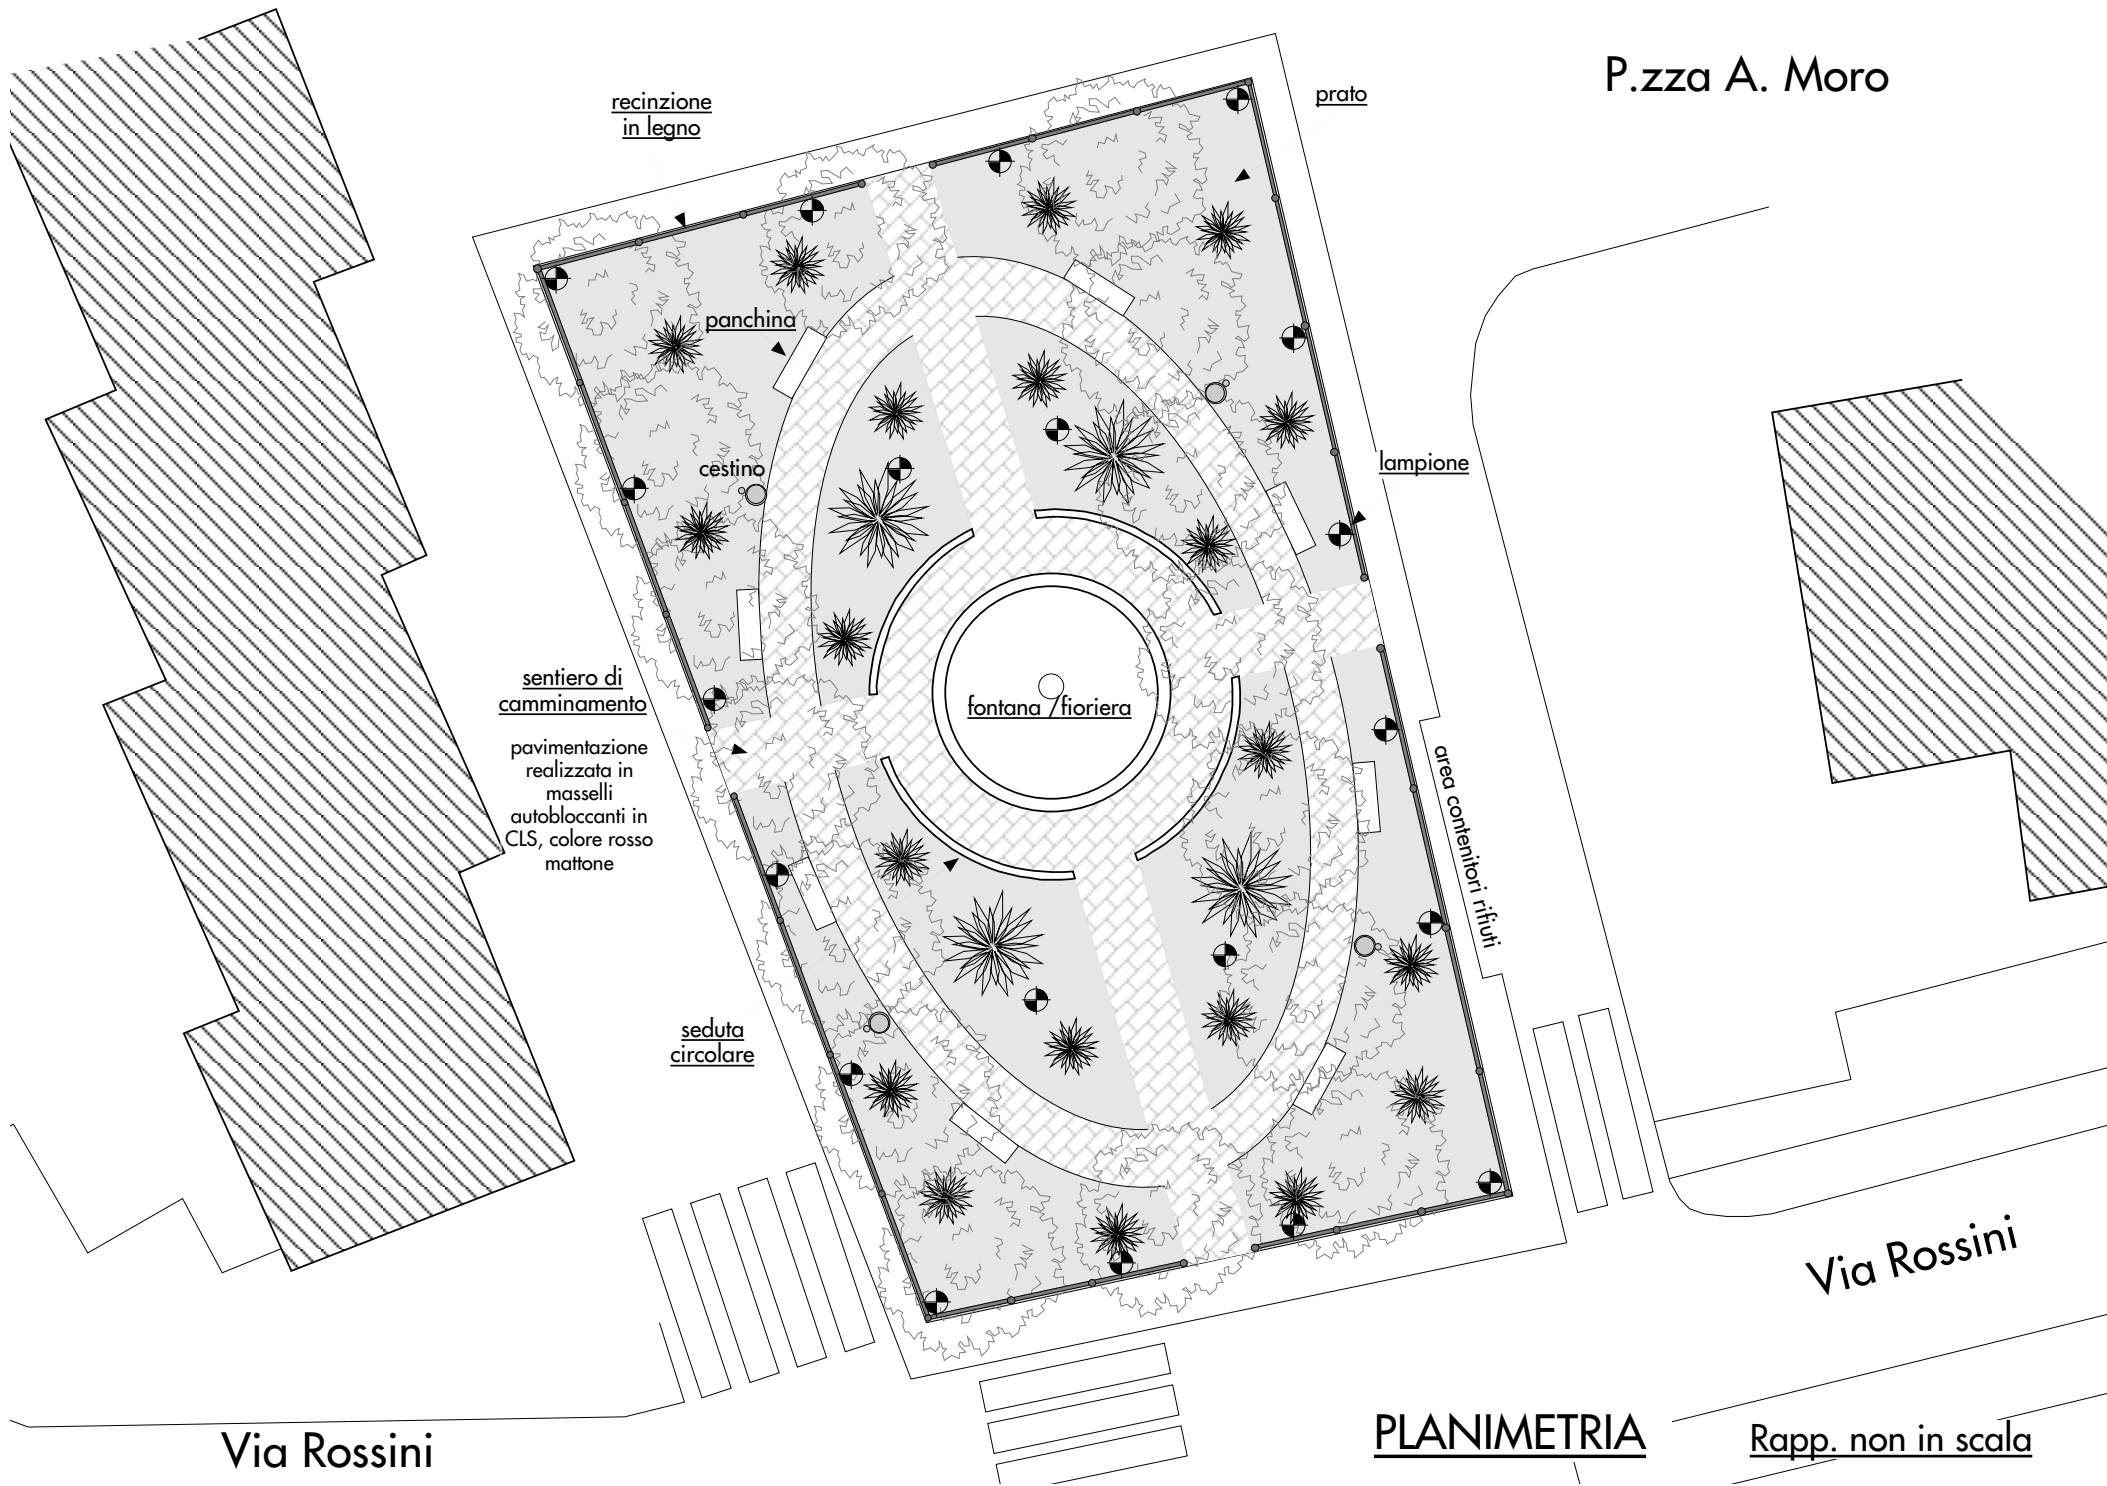 P.zza A. Moro
recinzione
in legno
prato
panchina
cestino
lampione
sentiero di
camminamento
pavimentazione
realizzata in
masselli
autobloccanti in
CLS, colore rosso
mattone
fontana /fioriera
area contenitori rifiuti
seduta
circolare
Via Rossini
Via Rossini
PLANIMETRIA
Rapp. non in scala